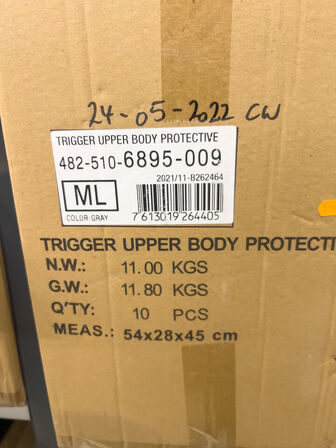 24-05-2022 CW
TRIGGER UPPER BODY PROTECTIVE
482-510-6895-009
2021/11-B262464
ML
COLOR:GRAY
7 613019 264405
TRIGGER UPPER BODY PROTECTI
N.W.: 11.00 KGS
G.W.: 11.80 KGS
Q'TY: 10 PCS
MEAS.: 54x28x45 cm